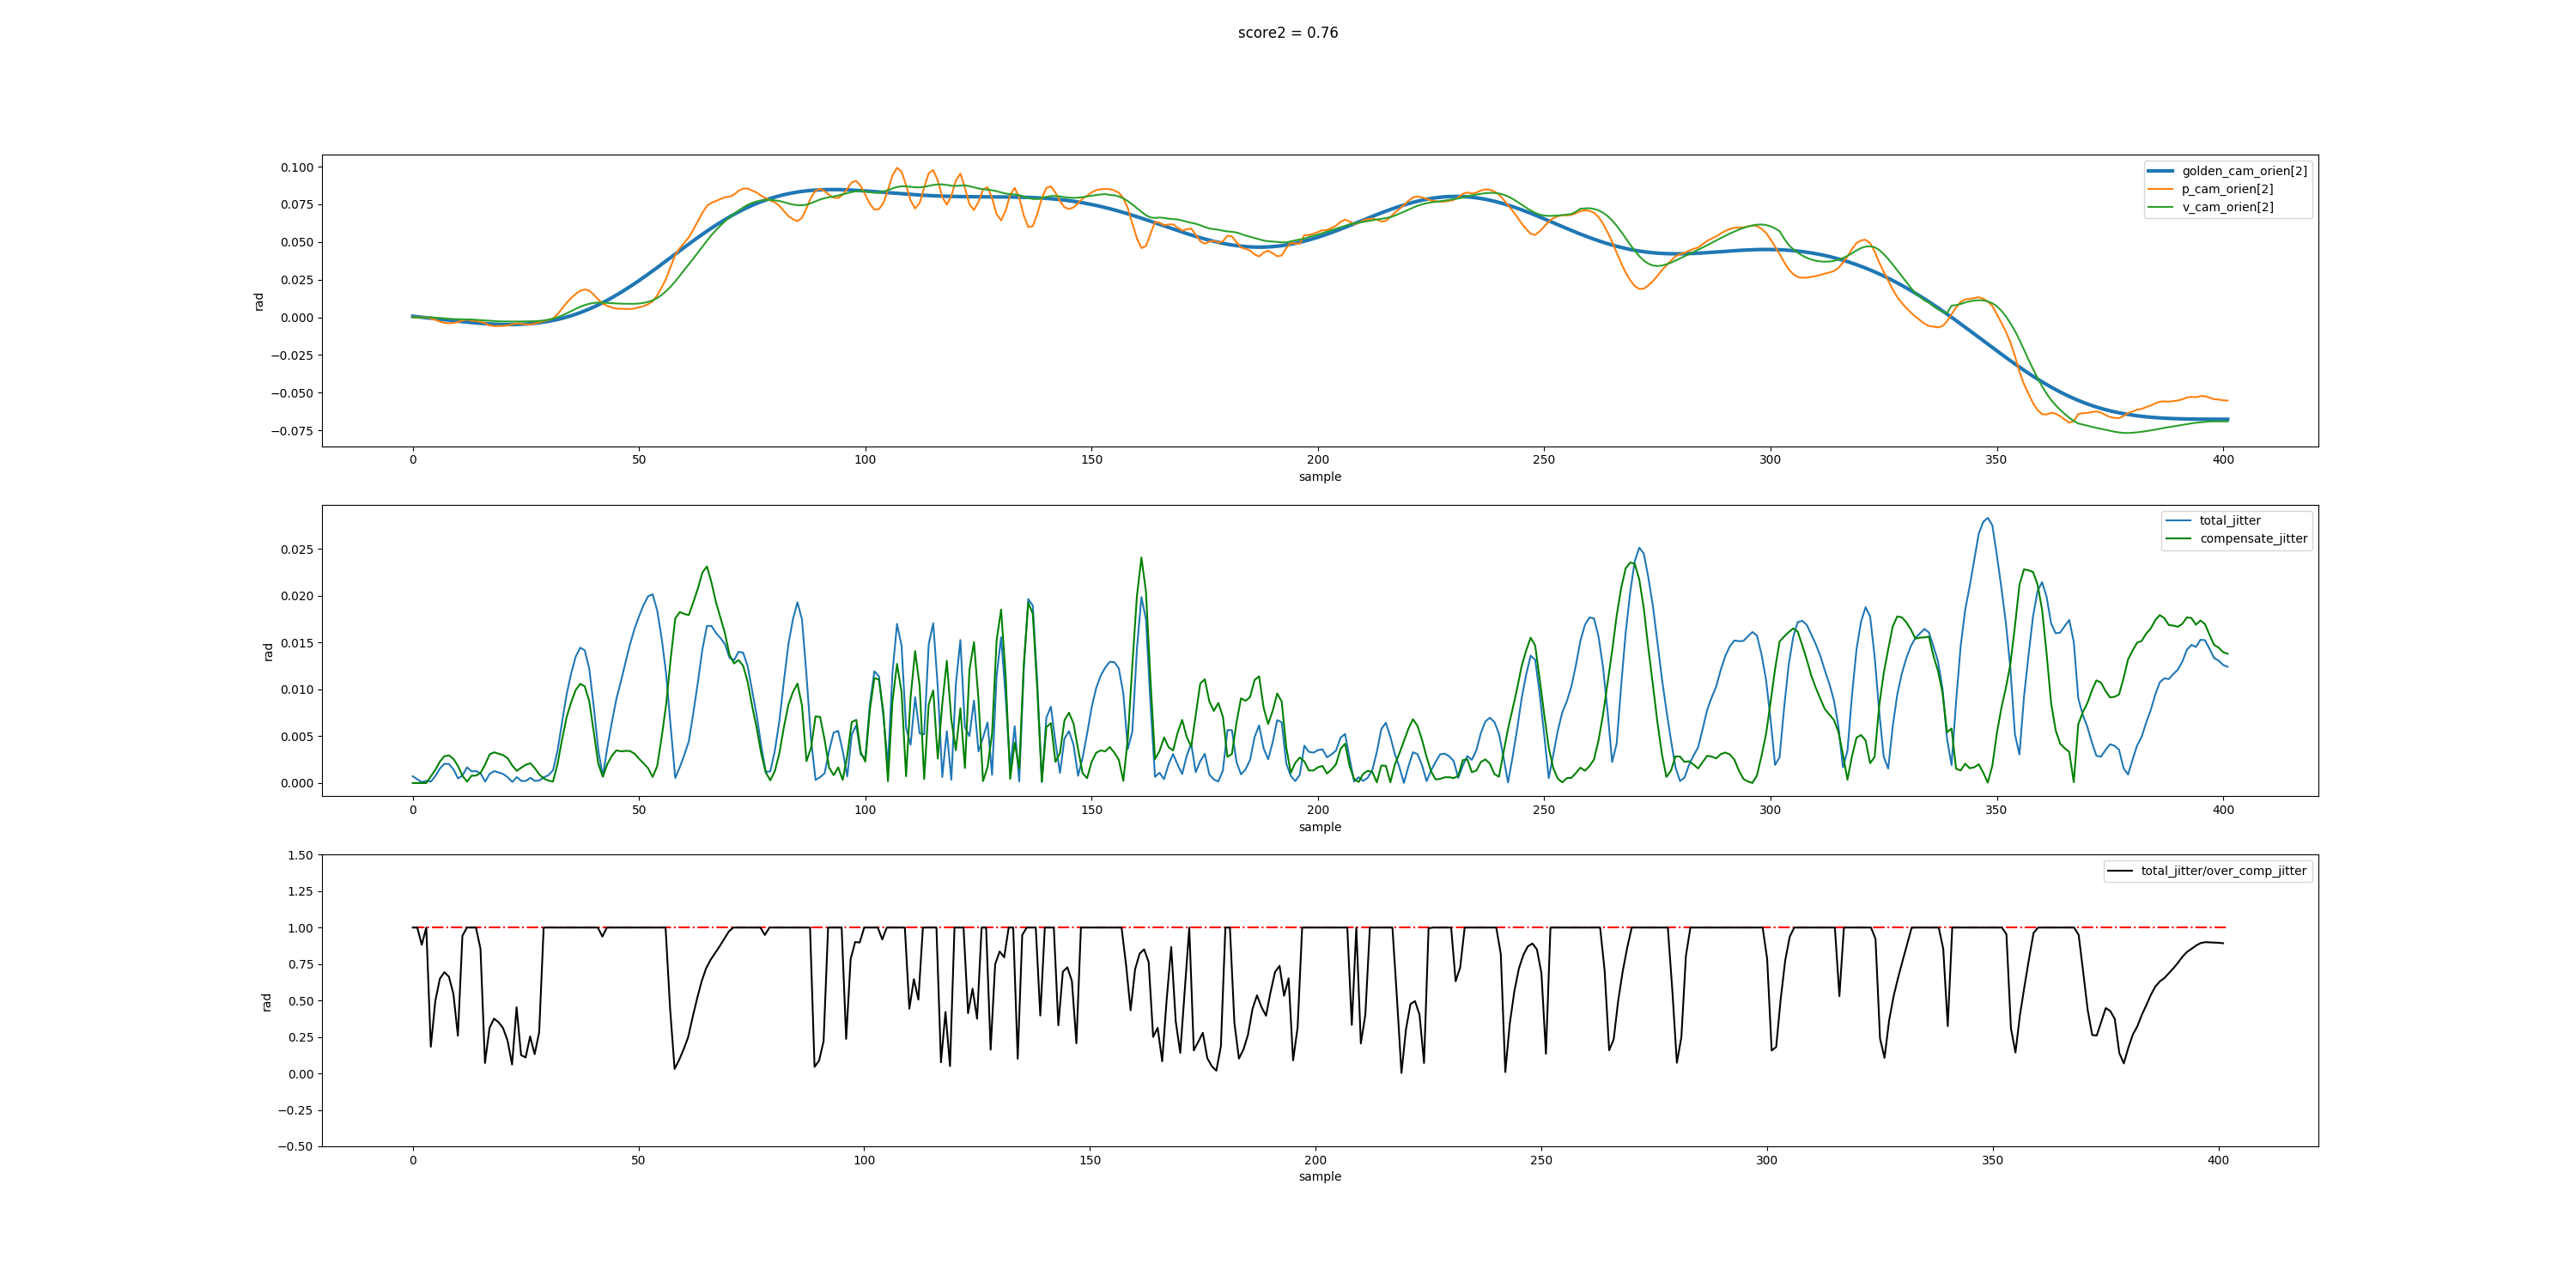 score2 = 0.76
0.100
0.075
0.050
0.025
0.000
−0.025
−0.050
−0.075
rad
golden_cam_orien[2]
p_cam_orien[2]
v_cam_orien[2]
0 50 100 150 200 250 300 350 400
sample
0.025
0.020
0.015
0.010
0.005
0.000
rad
total_jitter
compensate_jitter
0 50 100 150 200 250 300 350 400
sample
1.50
1.25
1.00
0.75
0.50
0.25
0.00
−0.25
−0.50
rad
total_jitter/over_comp_jitter
0 50 100 150 200 250 300 350 400
sample